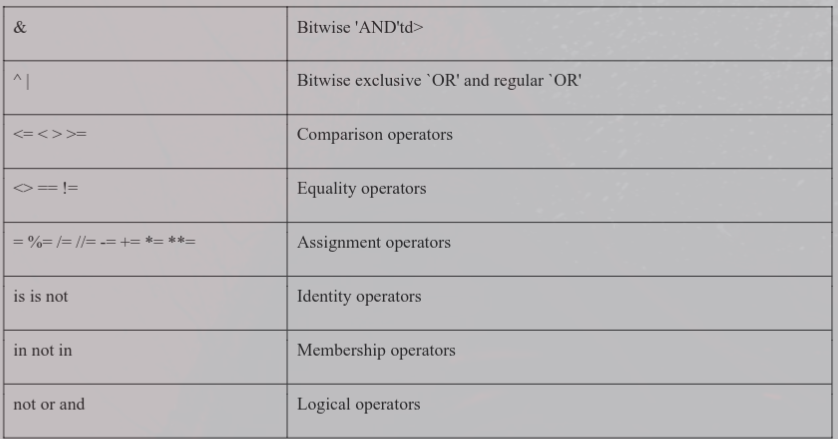 & Bitwise 'AND'td>
^ | Bitwise exclusive `OR' and regular `OR'
<= < > >= Comparison operators
<> == != Equality operators
= %= /= //= -= += *= **= Assignment operators
is is not Identity operators
in not in Membership operators
not or and Logical operators